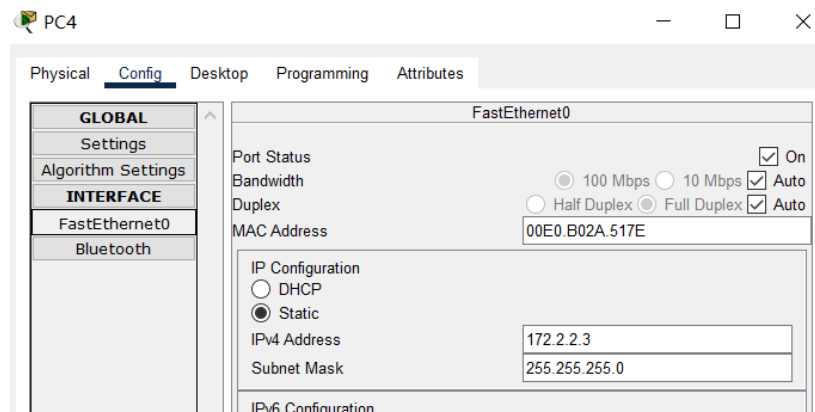 PC4
Physical Config Desktop Programming Attributes
GLOBAL
Settings
Algorithm Settings
INTERFACE
FastEthernet0
Bluetooth
FastEthernet0
Port Status On
Bandwidth 100 Mbps 10 Mbps Auto
Duplex Half Duplex Full Duplex Auto
MAC Address 00E0.B02A.517E
IP Configuration
DHCP
Static
IPv4 Address 172.2.2.3
Subnet Mask 255.255.255.0
IPv6 Configuration